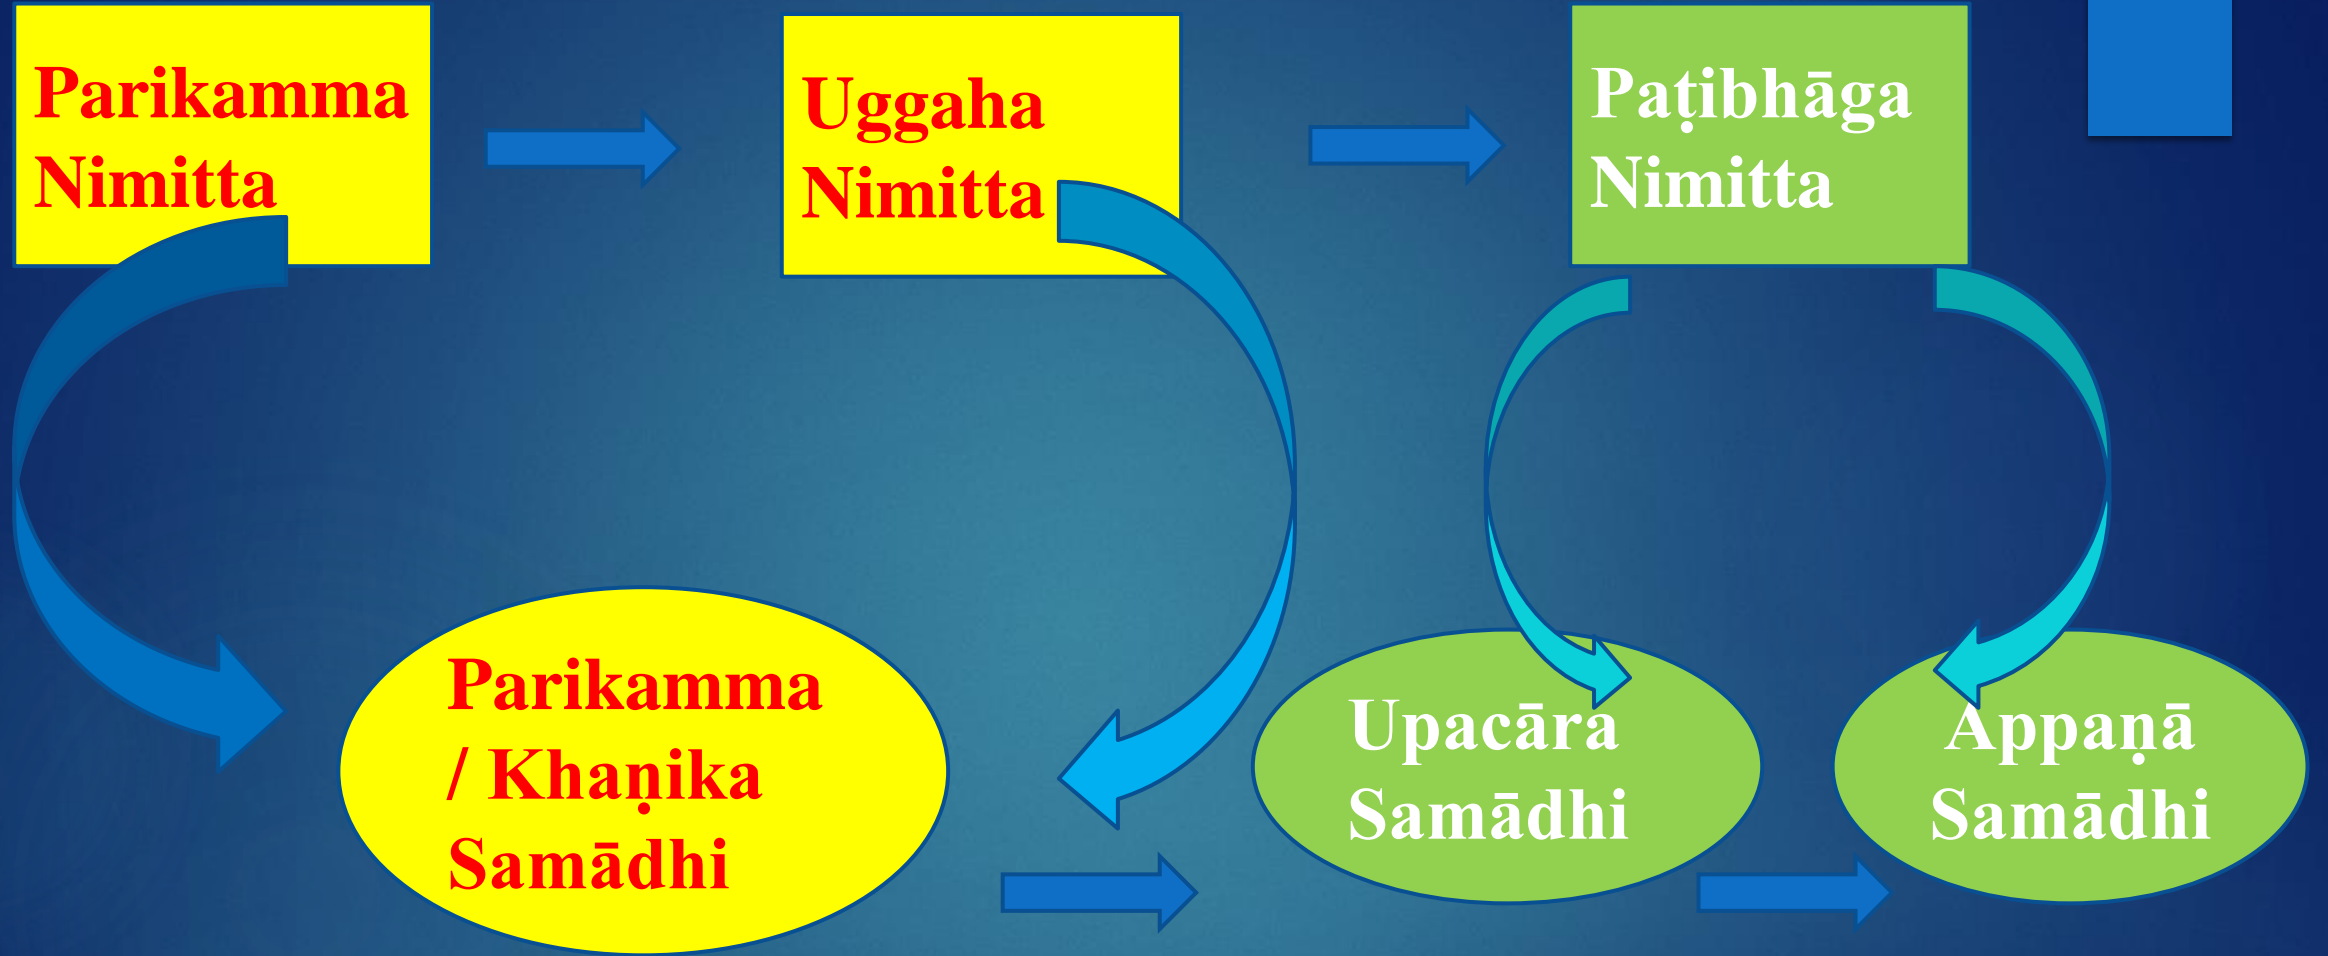 Parikamma
Nimitta
Uggaha
Nimitta
Paṭibhāga
Nimitta
Parikamma
/ Khaṇika
Samādhi
Upacāra
Samādhi
Appaṇā
Samādhi